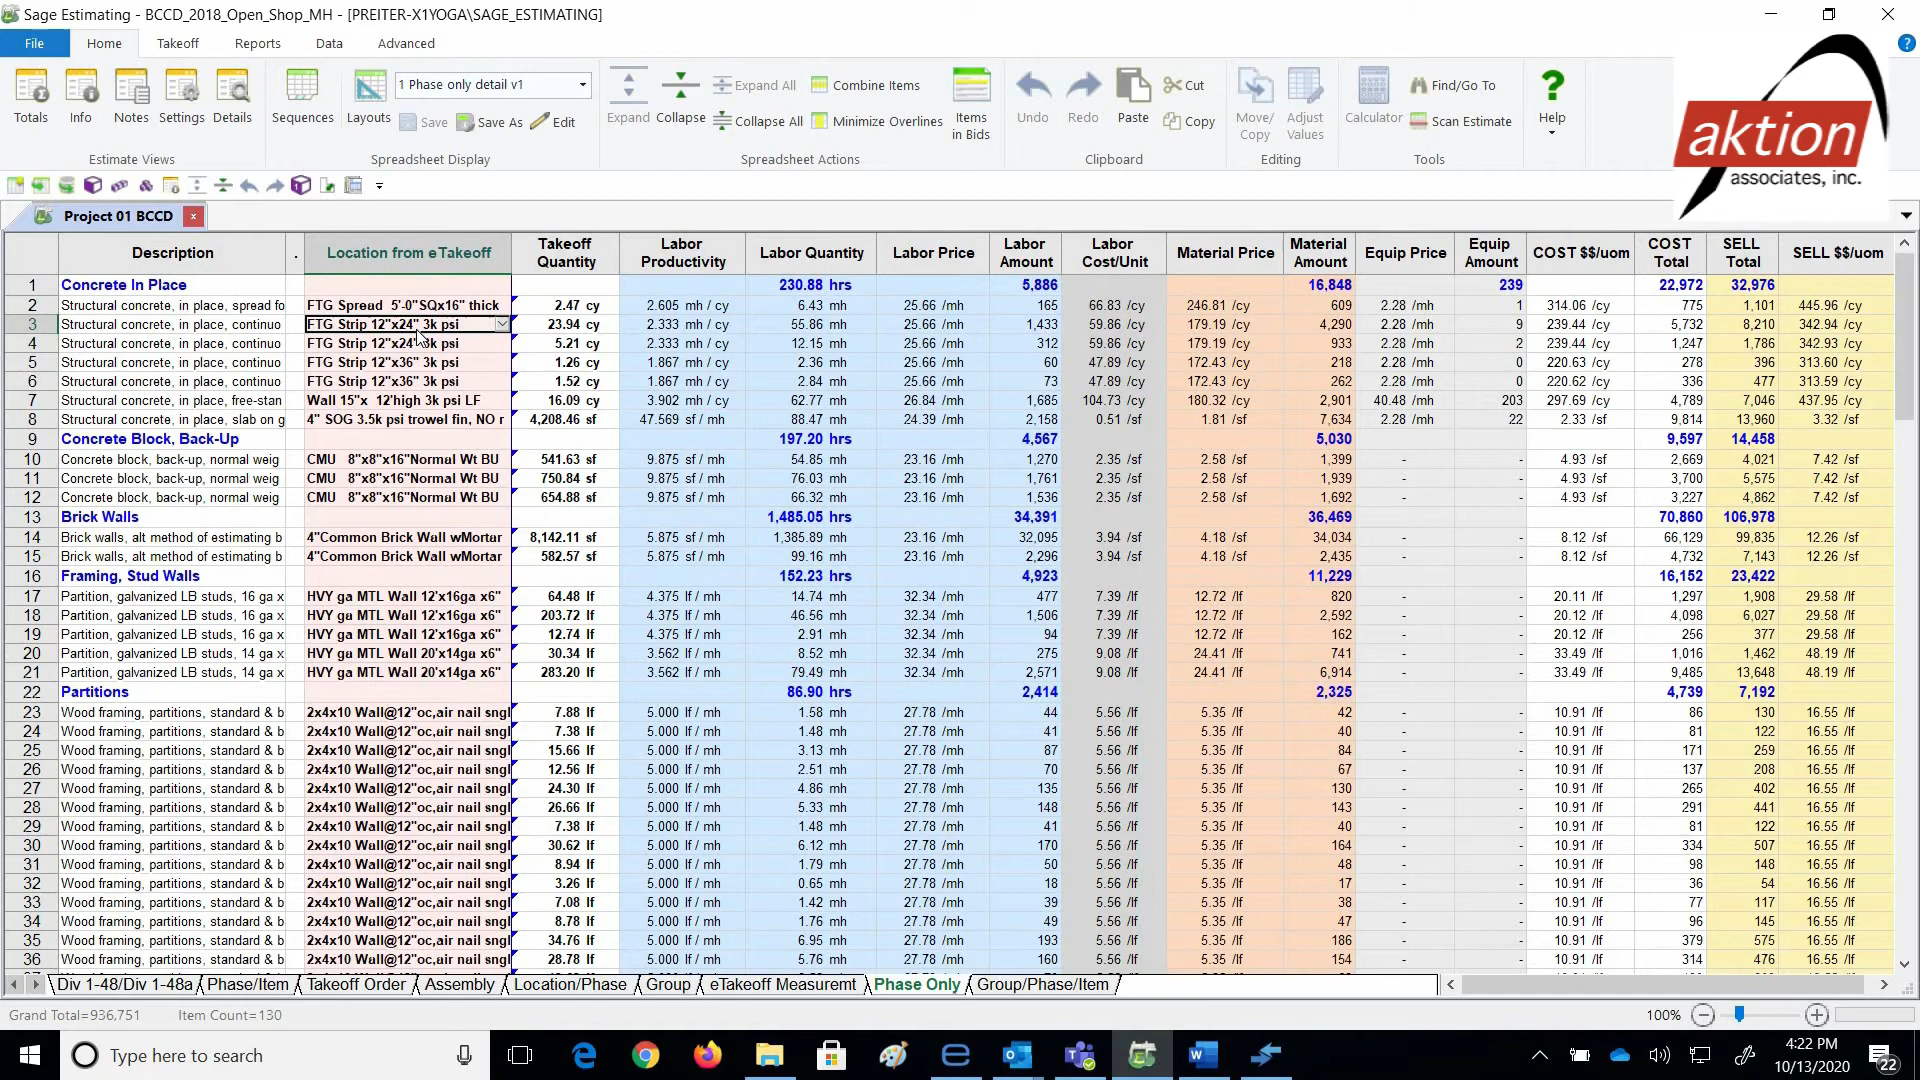 Sage Estimating - BCCD_2018_Open_Shop_MH - [PREITER-X1YOGA\SAGE_ESTIMATING]
File Home Takeoff Reports Data Advanced
1 Phase only detail v1 Expand All Combine Items Cut Find/Go To
Totals Info Notes Settings Details Sequences Layouts Save Save As Edit Expand Collapse Collapse All Minimize Overlines Items in Bids Undo Redo Paste Copy Move/Copy Adjust Values Calculator Scan Estimate Help
Estimate Views Spreadsheet Display Spreadsheet Actions Clipboard Editing Tools
aktion
associates, inc.
Project 01 BCCD x
Description . Location from eTakeoff Takeoff Quantity Labor Productivity Labor Quantity Labor Price Labor Amount Labor Cost/Unit Material Price Material Amount Equip Price Equip Amount COST $$/uom COST Total SELL Total SELL $$/uom
1 Concrete In Place 230.88 hrs 5,886 16,848 239 22,972 32,976
2 Structural concrete, in place, spread fo FTG Spread 5'-0"SQx16" thick 2.47 cy 2.605 mh / cy 6.43 mh 25.66 /mh 165 66.83 /cy 246.81 /cy 609 2.28 /mh 1 314.06 /cy 775 1,101 445.96 /cy
3 Structural concrete, in place, continuo FTG Strip 12"x24" 3k psi 23.94 cy 2.333 mh / cy 55.86 mh 25.66 /mh 1,433 59.86 /cy 179.19 /cy 4,290 2.28 /mh 9 239.44 /cy 5,732 8,210 342.94 /cy
4 Structural concrete, in place, continuo FTG Strip 12"x24" 3k psi 5.21 cy 2.333 mh / cy 12.15 mh 25.66 /mh 312 59.86 /cy 179.19 /cy 933 2.28 /mh 2 239.44 /cy 1,247 1,786 342.93 /cy
5 Structural concrete, in place, continuo FTG Strip 12"x36" 3k psi 1.26 cy 1.867 mh / cy 2.36 mh 25.66 /mh 60 47.89 /cy 172.43 /cy 218 2.28 /mh 0 220.63 /cy 278 396 313.60 /cy
6 Structural concrete, in place, continuo FTG Strip 12"x36" 3k psi 1.52 cy 1.867 mh / cy 2.84 mh 25.66 /mh 73 47.89 /cy 172.43 /cy 262 2.28 /mh 0 220.62 /cy 336 477 313.59 /cy
7 Structural concrete, in place, free-stan Wall 15"x 12'high 3k psi LF 16.09 cy 3.902 mh / cy 62.77 mh 26.84 /mh 1,685 104.73 /cy 180.32 /cy 2,901 40.48 /mh 203 297.69 /cy 4,789 7,046 437.95 /cy
8 Structural concrete, in place, slab on g 4" SOG 3.5k psi trowel fin, NO r 4,208.46 sf 47.569 sf / mh 88.47 mh 24.39 /mh 2,158 0.51 /sf 1.81 /sf 7,634 2.28 /mh 22 2.33 /sf 9,814 13,960 3.32 /sf
9 Concrete Block, Back-Up 197.20 hrs 4,567 5,030 9,597 14,458
10 Concrete block, back-up, normal weig CMU 8"x8"x16"Normal Wt BU 541.63 sf 9.875 sf / mh 54.85 mh 23.16 /mh 1,270 2.35 /sf 2.58 /sf 1,399 - - 4.93 /sf 2,669 4,021 7.42 /sf
11 Concrete block, back-up, normal weig CMU 8"x8"x16"Normal Wt BU 750.84 sf 9.875 sf / mh 76.03 mh 23.16 /mh 1,761 2.35 /sf 2.58 /sf 1,939 - - 4.93 /sf 3,700 5,575 7.42 /sf
12 Concrete block, back-up, normal weig CMU 8"x8"x16"Normal Wt BU 654.88 sf 9.875 sf / mh 66.32 mh 23.16 /mh 1,536 2.35 /sf 2.58 /sf 1,692 - - 4.93 /sf 3,227 4,862 7.42 /sf
13 Brick Walls 1,485.05 hrs 34,391 36,469 70,860 106,978
14 Brick walls, alt method of estimating b 4"Common Brick Wall wMortar 8,142.11 sf 5.875 sf / mh 1,385.89 mh 23.16 /mh 32,095 3.94 /sf 4.18 /sf 34,034 - - 8.12 /sf 66,129 99,835 12.26 /sf
15 Brick walls, alt method of estimating b 4"Common Brick Wall wMortar 582.57 sf 5.875 sf / mh 99.16 mh 23.16 /mh 2,296 3.94 /sf 4.18 /sf 2,435 - - 8.12 /sf 4,732 7,143 12.26 /sf
16 Framing, Stud Walls 152.23 hrs 4,923 11,229 16,152 23,422
17 Partition, galvanized LB studs, 16 ga x HVY ga MTL Wall 12'x16ga x6" 64.48 lf 4.375 lf / mh 14.74 mh 32.34 /mh 477 7.39 /lf 12.72 /lf 820 - - 20.11 /lf 1,297 1,908 29.58 /lf
18 Partition, galvanized LB studs, 16 ga x HVY ga MTL Wall 12'x16ga x6" 203.72 lf 4.375 lf / mh 46.56 mh 32.34 /mh 1,506 7.39 /lf 12.72 /lf 2,592 - - 20.12 /lf 4,098 6,027 29.58 /lf
19 Partition, galvanized LB studs, 16 ga x HVY ga MTL Wall 12'x16ga x6" 12.74 lf 4.375 lf / mh 2.91 mh 32.34 /mh 94 7.39 /lf 12.72 /lf 162 - - 20.12 /lf 256 377 29.58 /lf
20 Partition, galvanized LB studs, 14 ga x HVY ga MTL Wall 20'x14ga x6" 30.34 lf 3.562 lf / mh 8.52 mh 32.34 /mh 275 9.08 /lf 24.41 /lf 741 - - 33.49 /lf 1,016 1,462 48.19 /lf
21 Partition, galvanized LB studs, 14 ga x HVY ga MTL Wall 20'x14ga x6" 283.20 lf 3.562 lf / mh 79.49 mh 32.34 /mh 2,571 9.08 /lf 24.41 /lf 6,914 - - 33.49 /lf 9,485 13,648 48.19 /lf
22 Partitions 86.90 hrs 2,414 2,325 4,739 7,192
23 Wood framing, partitions, standard & b 2x4x10 Wall@12"oc,air nail sngl 7.88 lf 5.000 lf / mh 1.58 mh 27.78 /mh 44 5.56 /lf 5.35 /lf 42 - - 10.91 /lf 86 130 16.55 /lf
24 Wood framing, partitions, standard & b 2x4x10 Wall@12"oc,air nail sngl 7.38 lf 5.000 lf / mh 1.48 mh 27.78 /mh 41 5.56 /lf 5.35 /lf 40 - - 10.91 /lf 81 122 16.55 /lf
25 Wood framing, partitions, standard & b 2x4x10 Wall@12"oc,air nail sngl 15.66 lf 5.000 lf / mh 3.13 mh 27.78 /mh 87 5.56 /lf 5.35 /lf 84 - - 10.91 /lf 171 259 16.55 /lf
26 Wood framing, partitions, standard & b 2x4x10 Wall@12"oc,air nail sngl 12.56 lf 5.000 lf / mh 2.51 mh 27.78 /mh 70 5.56 /lf 5.35 /lf 67 - - 10.91 /lf 137 208 16.55 /lf
27 Wood framing, partitions, standard & b 2x4x10 Wall@12"oc,air nail sngl 24.30 lf 5.000 lf / mh 4.86 mh 27.78 /mh 135 5.56 /lf 5.35 /lf 130 - - 10.91 /lf 265 402 16.55 /lf
28 Wood framing, partitions, standard & b 2x4x10 Wall@12"oc,air nail sngl 26.66 lf 5.000 lf / mh 5.33 mh 27.78 /mh 148 5.56 /lf 5.35 /lf 143 - - 10.91 /lf 291 441 16.55 /lf
29 Wood framing, partitions, standard & b 2x4x10 Wall@12"oc,air nail sngl 7.38 lf 5.000 lf / mh 1.48 mh 27.78 /mh 41 5.56 /lf 5.35 /lf 40 - - 10.91 /lf 81 122 16.55 /lf
30 Wood framing, partitions, standard & b 2x4x10 Wall@12"oc,air nail sngl 30.62 lf 5.000 lf / mh 6.12 mh 27.78 /mh 170 5.56 /lf 5.35 /lf 164 - - 10.91 /lf 334 507 16.55 /lf
31 Wood framing, partitions, standard & b 2x4x10 Wall@12"oc,air nail sngl 8.94 lf 5.000 lf / mh 1.79 mh 27.78 /mh 50 5.56 /lf 5.35 /lf 48 - - 10.91 /lf 98 148 16.55 /lf
32 Wood framing, partitions, standard & b 2x4x10 Wall@12"oc,air nail sngl 3.26 lf 5.000 lf / mh 0.65 mh 27.78 /mh 18 5.56 /lf 5.35 /lf 17 - - 10.91 /lf 36 54 16.56 /lf
33 Wood framing, partitions, standard & b 2x4x10 Wall@12"oc,air nail sngl 7.08 lf 5.000 lf / mh 1.42 mh 27.78 /mh 39 5.56 /lf 5.35 /lf 38 - - 10.91 /lf 77 117 16.55 /lf
34 Wood framing, partitions, standard & b 2x4x10 Wall@12"oc,air nail sngl 8.78 lf 5.000 lf / mh 1.76 mh 27.78 /mh 49 5.56 /lf 5.35 /lf 47 - - 10.91 /lf 96 145 16.55 /lf
35 Wood framing, partitions, standard & b 2x4x10 Wall@12"oc,air nail sngl 34.76 lf 5.000 lf / mh 6.95 mh 27.78 /mh 193 5.56 /lf 5.35 /lf 186 - - 10.91 /lf 379 575 16.55 /lf
36 Wood framing, partitions, standard & b 2x4x10 Wall@12"oc,air nail sngl 28.78 lf 5.000 lf / mh 5.76 mh 27.78 /mh 160 5.56 /lf 5.35 /lf 154 - - 10.91 /lf 314 476 16.55 /lf
Div 1-48/Div 1-48a Phase/Item Takeoff Order Assembly Location/Phase Group eTakeoff Measuremt Phase Only Group/Phase/Item
Grand Total=936,751 Item Count=130 100%
Type here to search 4:22 PM
10/13/2020 22